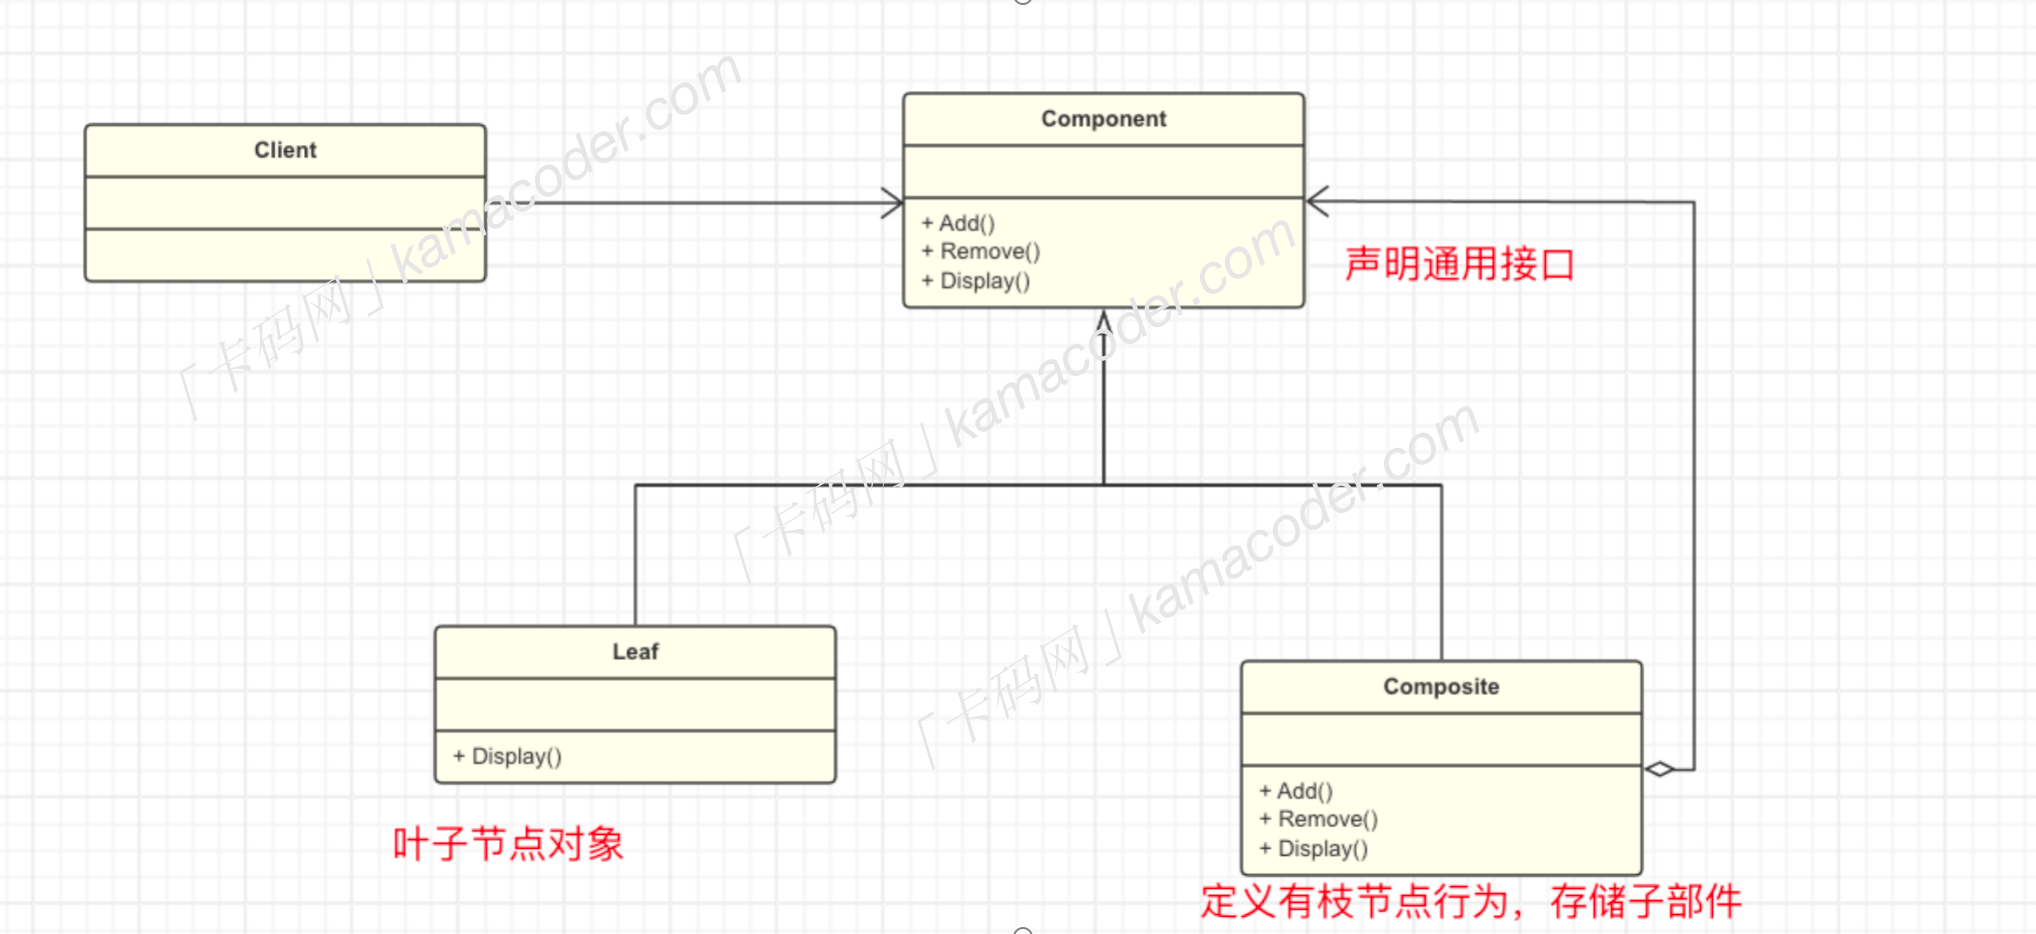 Client
Component
+ Add()
+ Remove()
+ Display()
声明通用接口
「卡码网」kamacoder.com
「卡码网」kamacoder.com
「卡码网」kamacoder.com
Leaf
+ Display()
叶子节点对象
Composite
+ Add()
+ Remove()
+ Display()
定义有枝节点行为，存储子部件